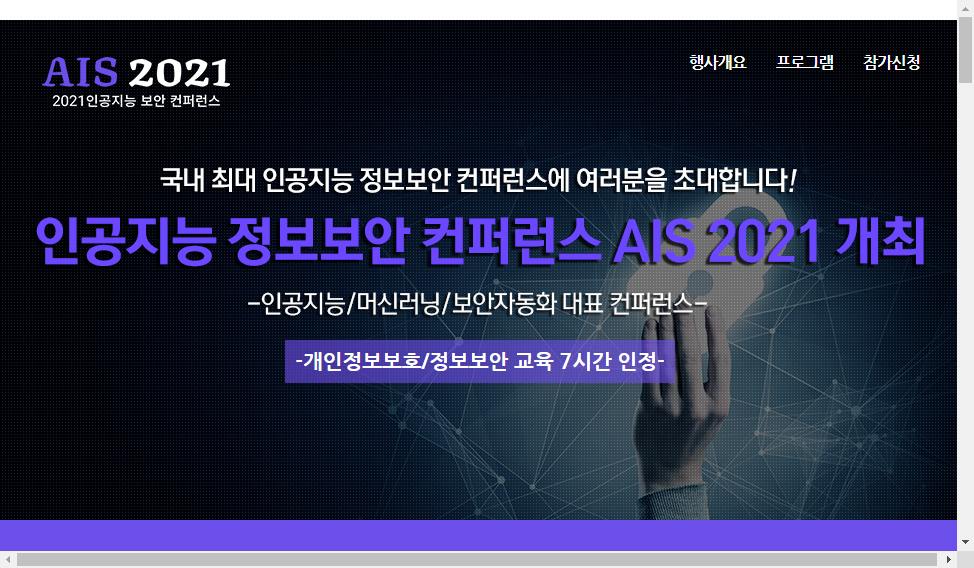 AIS 2021
2021인공지능 보안 컨퍼런스
행사개요 프로그램 참가신청
국내 최대 인공지능 정보보안 컨퍼런스에 여러분을 초대합니다!
인공지능 정보보안 컨퍼런스 AIS 2021 개최
-인공지능/머신러닝/보안자동화 대표 컨퍼런스-
-개인정보보호/정보보안 교육 7시간 인정-